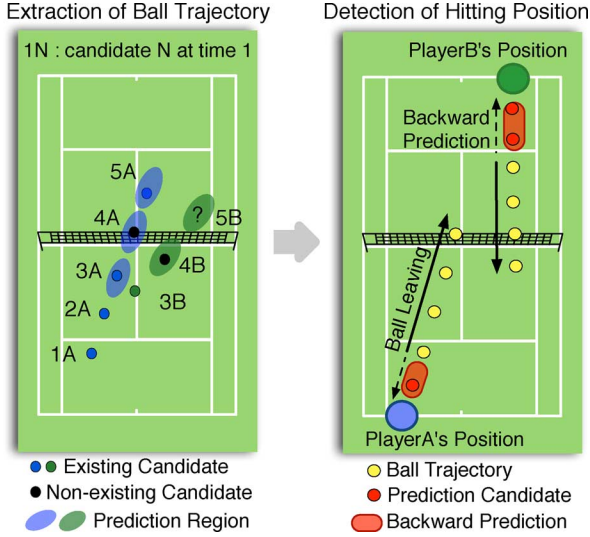 Extraction of Ball Trajectory
1N : candidate N at time 1
5A
4A
? 5B
3A
4B
2A
3B
1A
Existing Candidate
Non-existing Candidate
Prediction Region
Detection of Hitting Position
PlayerB's Position
Backward
Prediction
Ball Leaving
PlayerA's Position
Ball Trajectory
Prediction Candidate
Backward Prediction